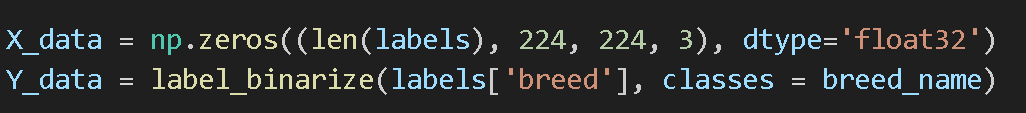 X_data = np.zeros((len(labels), 224, 224, 3), dtype='float32')
Y_data = label_binarize(labels['breed'], classes = breed_name)